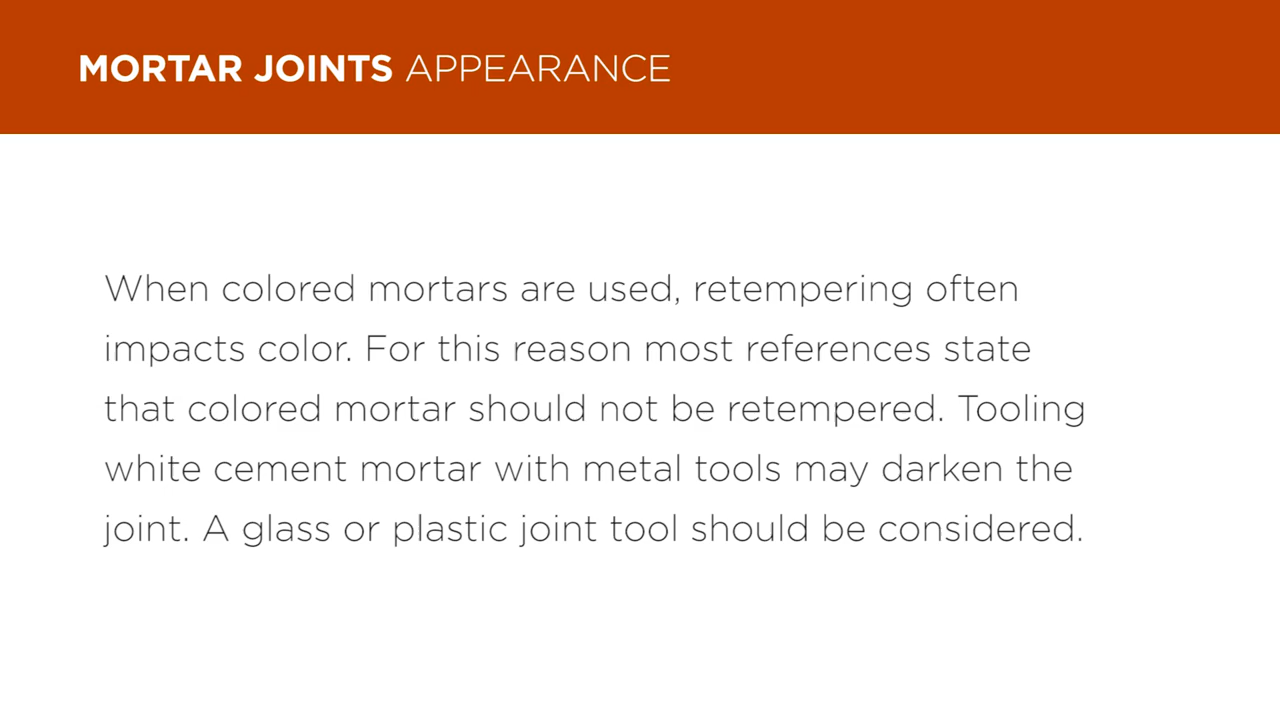 MORTAR JOINTS APPEARANCE
When colored mortars are used, retempering often
impacts color. For this reason most references state
that colored mortar should not be retempered. Tooling
white cement mortar with metal tools may darken the
joint. A glass or plastic joint tool should be considered.